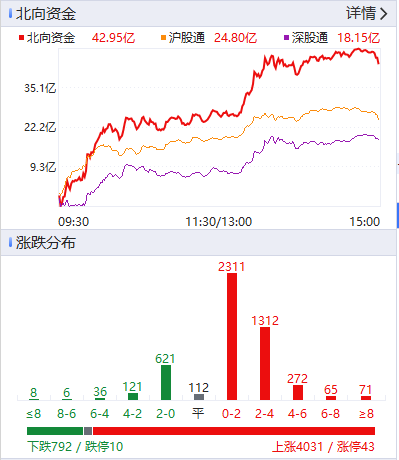 北向资金 详情
北向资金 42.95亿 沪股通 24.80亿 深股通 18.15亿
35.1亿
22.2亿
9.3亿
09:30 11:30/13:00 15:00
涨跌分布
8 6 36 121 621 112 2311 1312 272 65 71
≤8 8-6 6-4 4-2 2-0 平 0-2 2-4 4-6 6-8 ≥8
下跌792 / 跌停10 上涨4031 / 涨停43